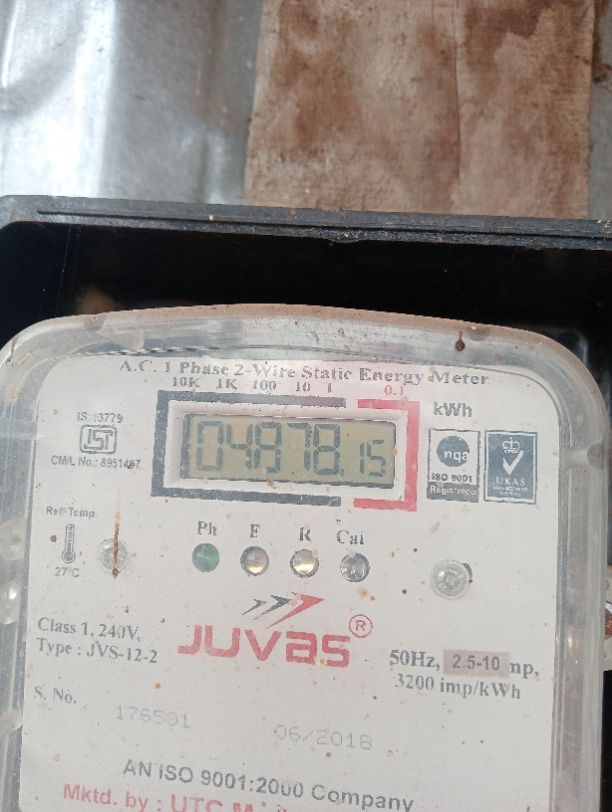 A.C. 1 Phase 2-Wire Static Energy Meter
10K 1K 100 10 1 0.1
kWh
IS:13779
ISI
CM/L No.: 8951497
04878.15
nqa
ISO 9001
UKAS
Ref. Temp.
27°C
Ph E R Cal
JUVAS®
Class 1, 240V,
Type : JVS-12-2
50Hz, 2.5-10 mp,
3200 imp/kWh
S. No.
176591
06/2018
AN ISO 9001:2000 Company
Mktd. by : UTC